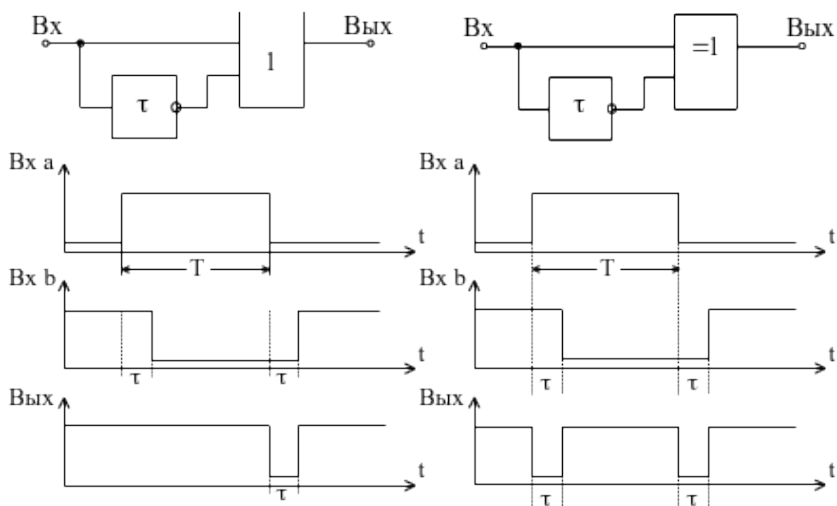 Вх Вых Вх Вых
1 =1
τ τ
Вх a Вх a
t t
T T
Вх b Вх b
t t
τ τ τ τ
Вых Вых
t t
τ τ τ